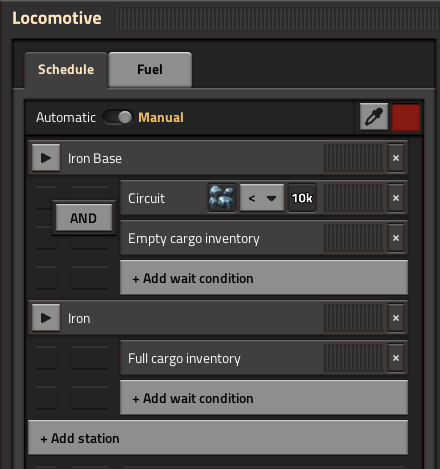 Locomotive
Schedule Fuel
Automatic Manual
Iron Base ×
Circuit < 10k ×
AND
Empty cargo inventory ×
+ Add wait condition
Iron ×
Full cargo inventory ×
+ Add wait condition
+ Add station